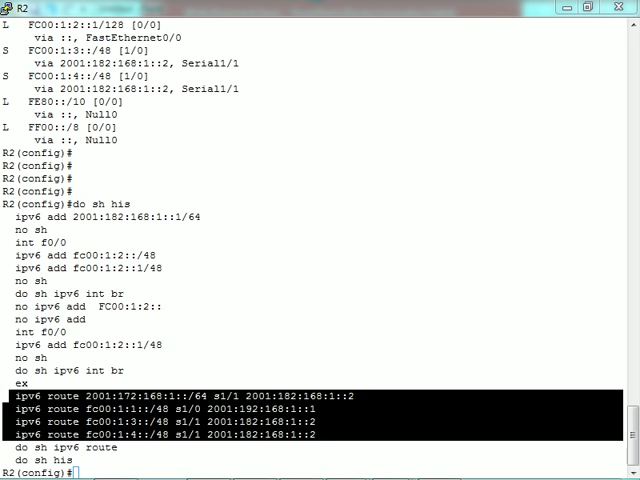 R2
L   FC00:1:2::1/128 [0/0]
     via ::, FastEthernet0/0
S   FC00:1:3::/48 [1/0]
     via 2001:182:168:1::2, Serial1/1
S   FC00:1:4::/48 [1/0]
     via 2001:182:168:1::2, Serial1/1
L   FE80::/10 [0/0]
     via ::, Null0
L   FF00::/8 [0/0]
     via ::, Null0
R2(config)#
R2(config)#
R2(config)#
R2(config)#
R2(config)#do sh his
  ipv6 add 2001:182:168:1::1/64
  no sh
  int f0/0
  ipv6 add fc00:1:2::/48
  ipv6 add fc00:1:2::1/48
  no sh
  do sh ipv6 int br
  no ipv6 add  FC00:1:2::
  no ipv6 add
  int f0/0
  ipv6 add fc00:1:2::1/48
  no sh
  do sh ipv6 int br
  ex
  ipv6 route 2001:172:168:1::/64 s1/1 2001:182:168:1::2
  ipv6 route fc00:1:1::/48 s1/0 2001:192:168:1::1
  ipv6 route fc00:1:3::/48 s1/1 2001:182:168:1::2
  ipv6 route fc00:1:4::/48 s1/1 2001:182:168:1::2
  do sh ipv6 route
  do sh his
R2(config)#